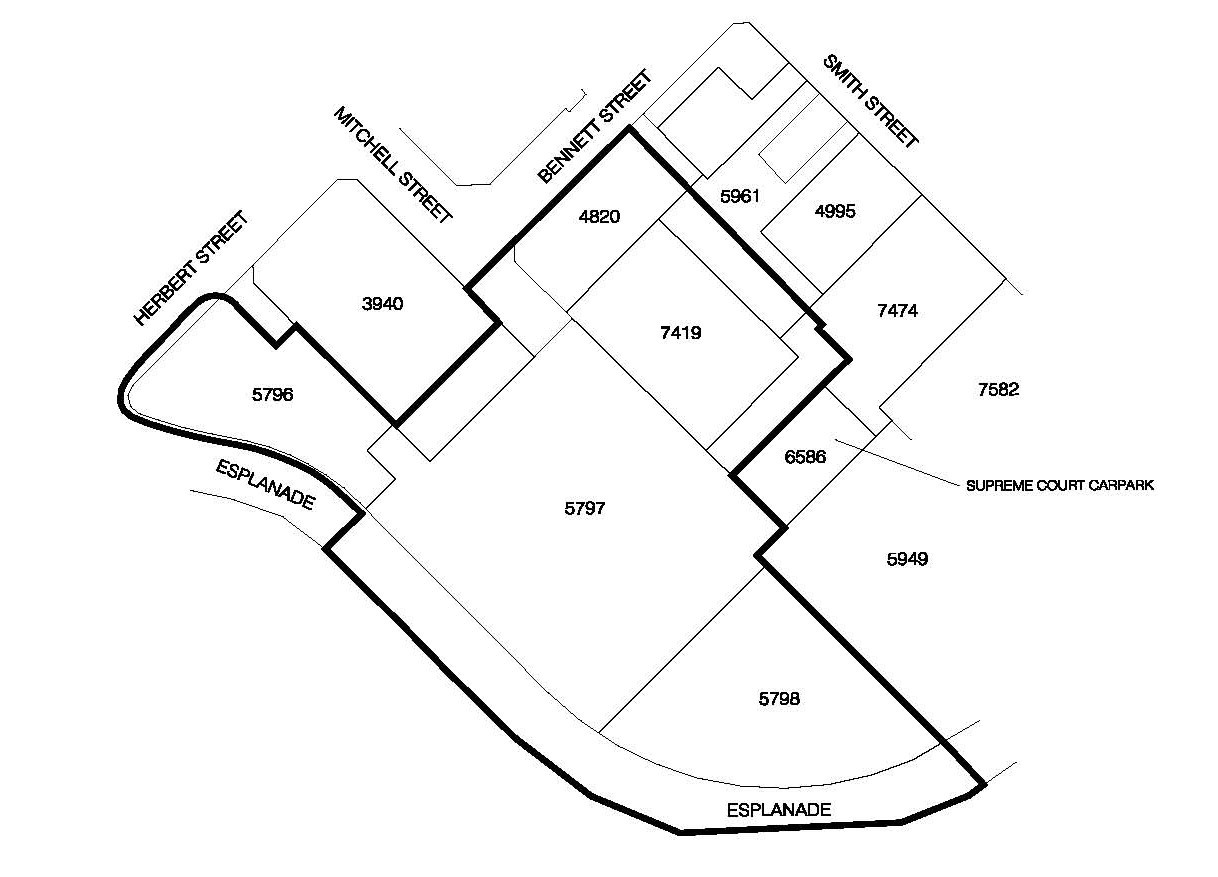 SMITH STREET
BENNETT STREET
MITCHELL STREET
HERBERT STREET
5961
4995
4820
3940
7474
7419
7582
5796
6586
ESPLANADE
SUPREME COURT CARPARK
5797
5949
5798
ESPLANADE